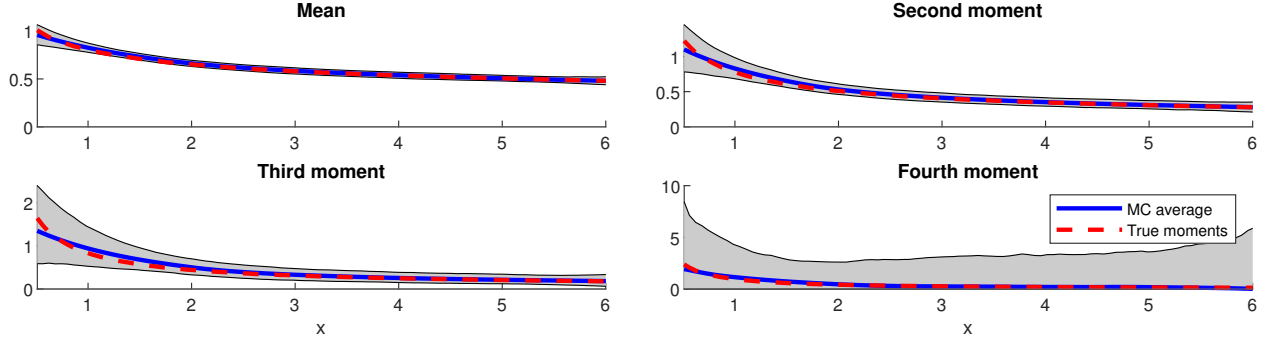 Mean
1
0.5
0
1 2 3 4 5 6
Second moment
1
0.5
0
1 2 3 4 5 6
Third moment
2
1
0
1 2 3 4 5 6
x
Fourth moment
10
5
0
1 2 3 4 5 6
x
MC average
True moments